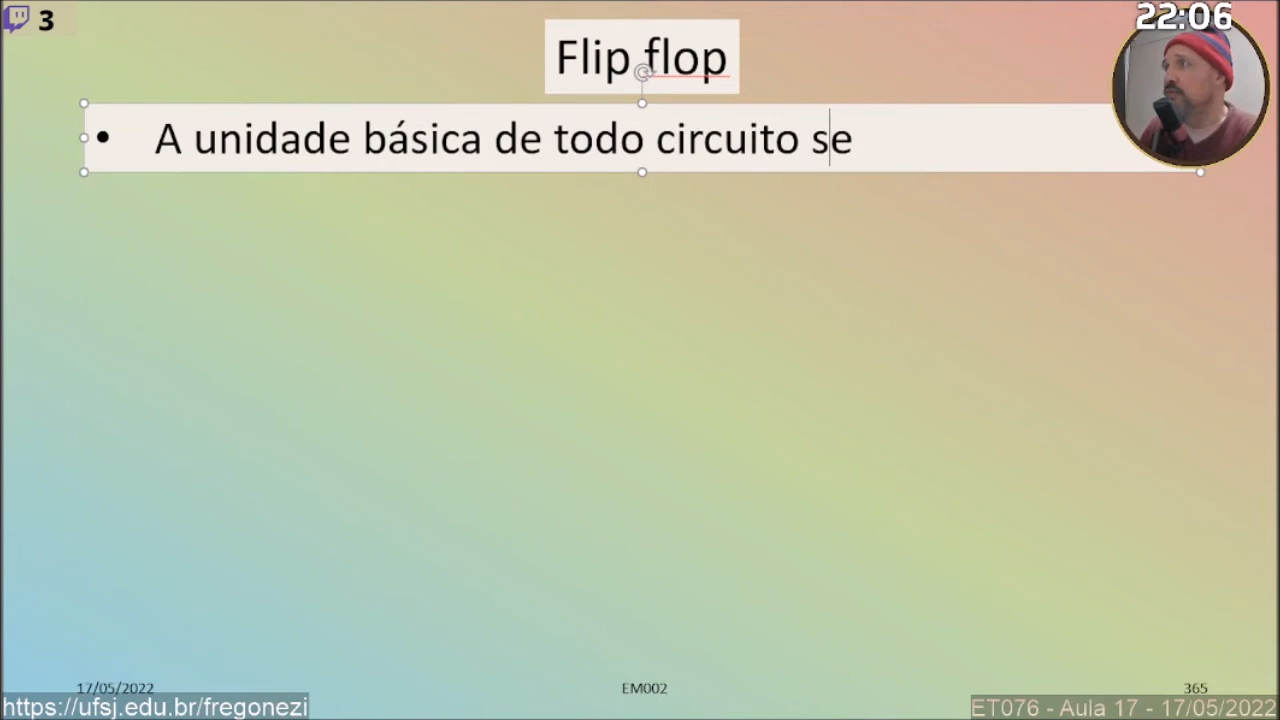 3
22:06
Flip flop
• A unidade básica de todo circuito se
17/05/2022
EM002
365
https://ufsj.edu.br/fregonezi
ET076 - Aula 17 - 17/05/2022